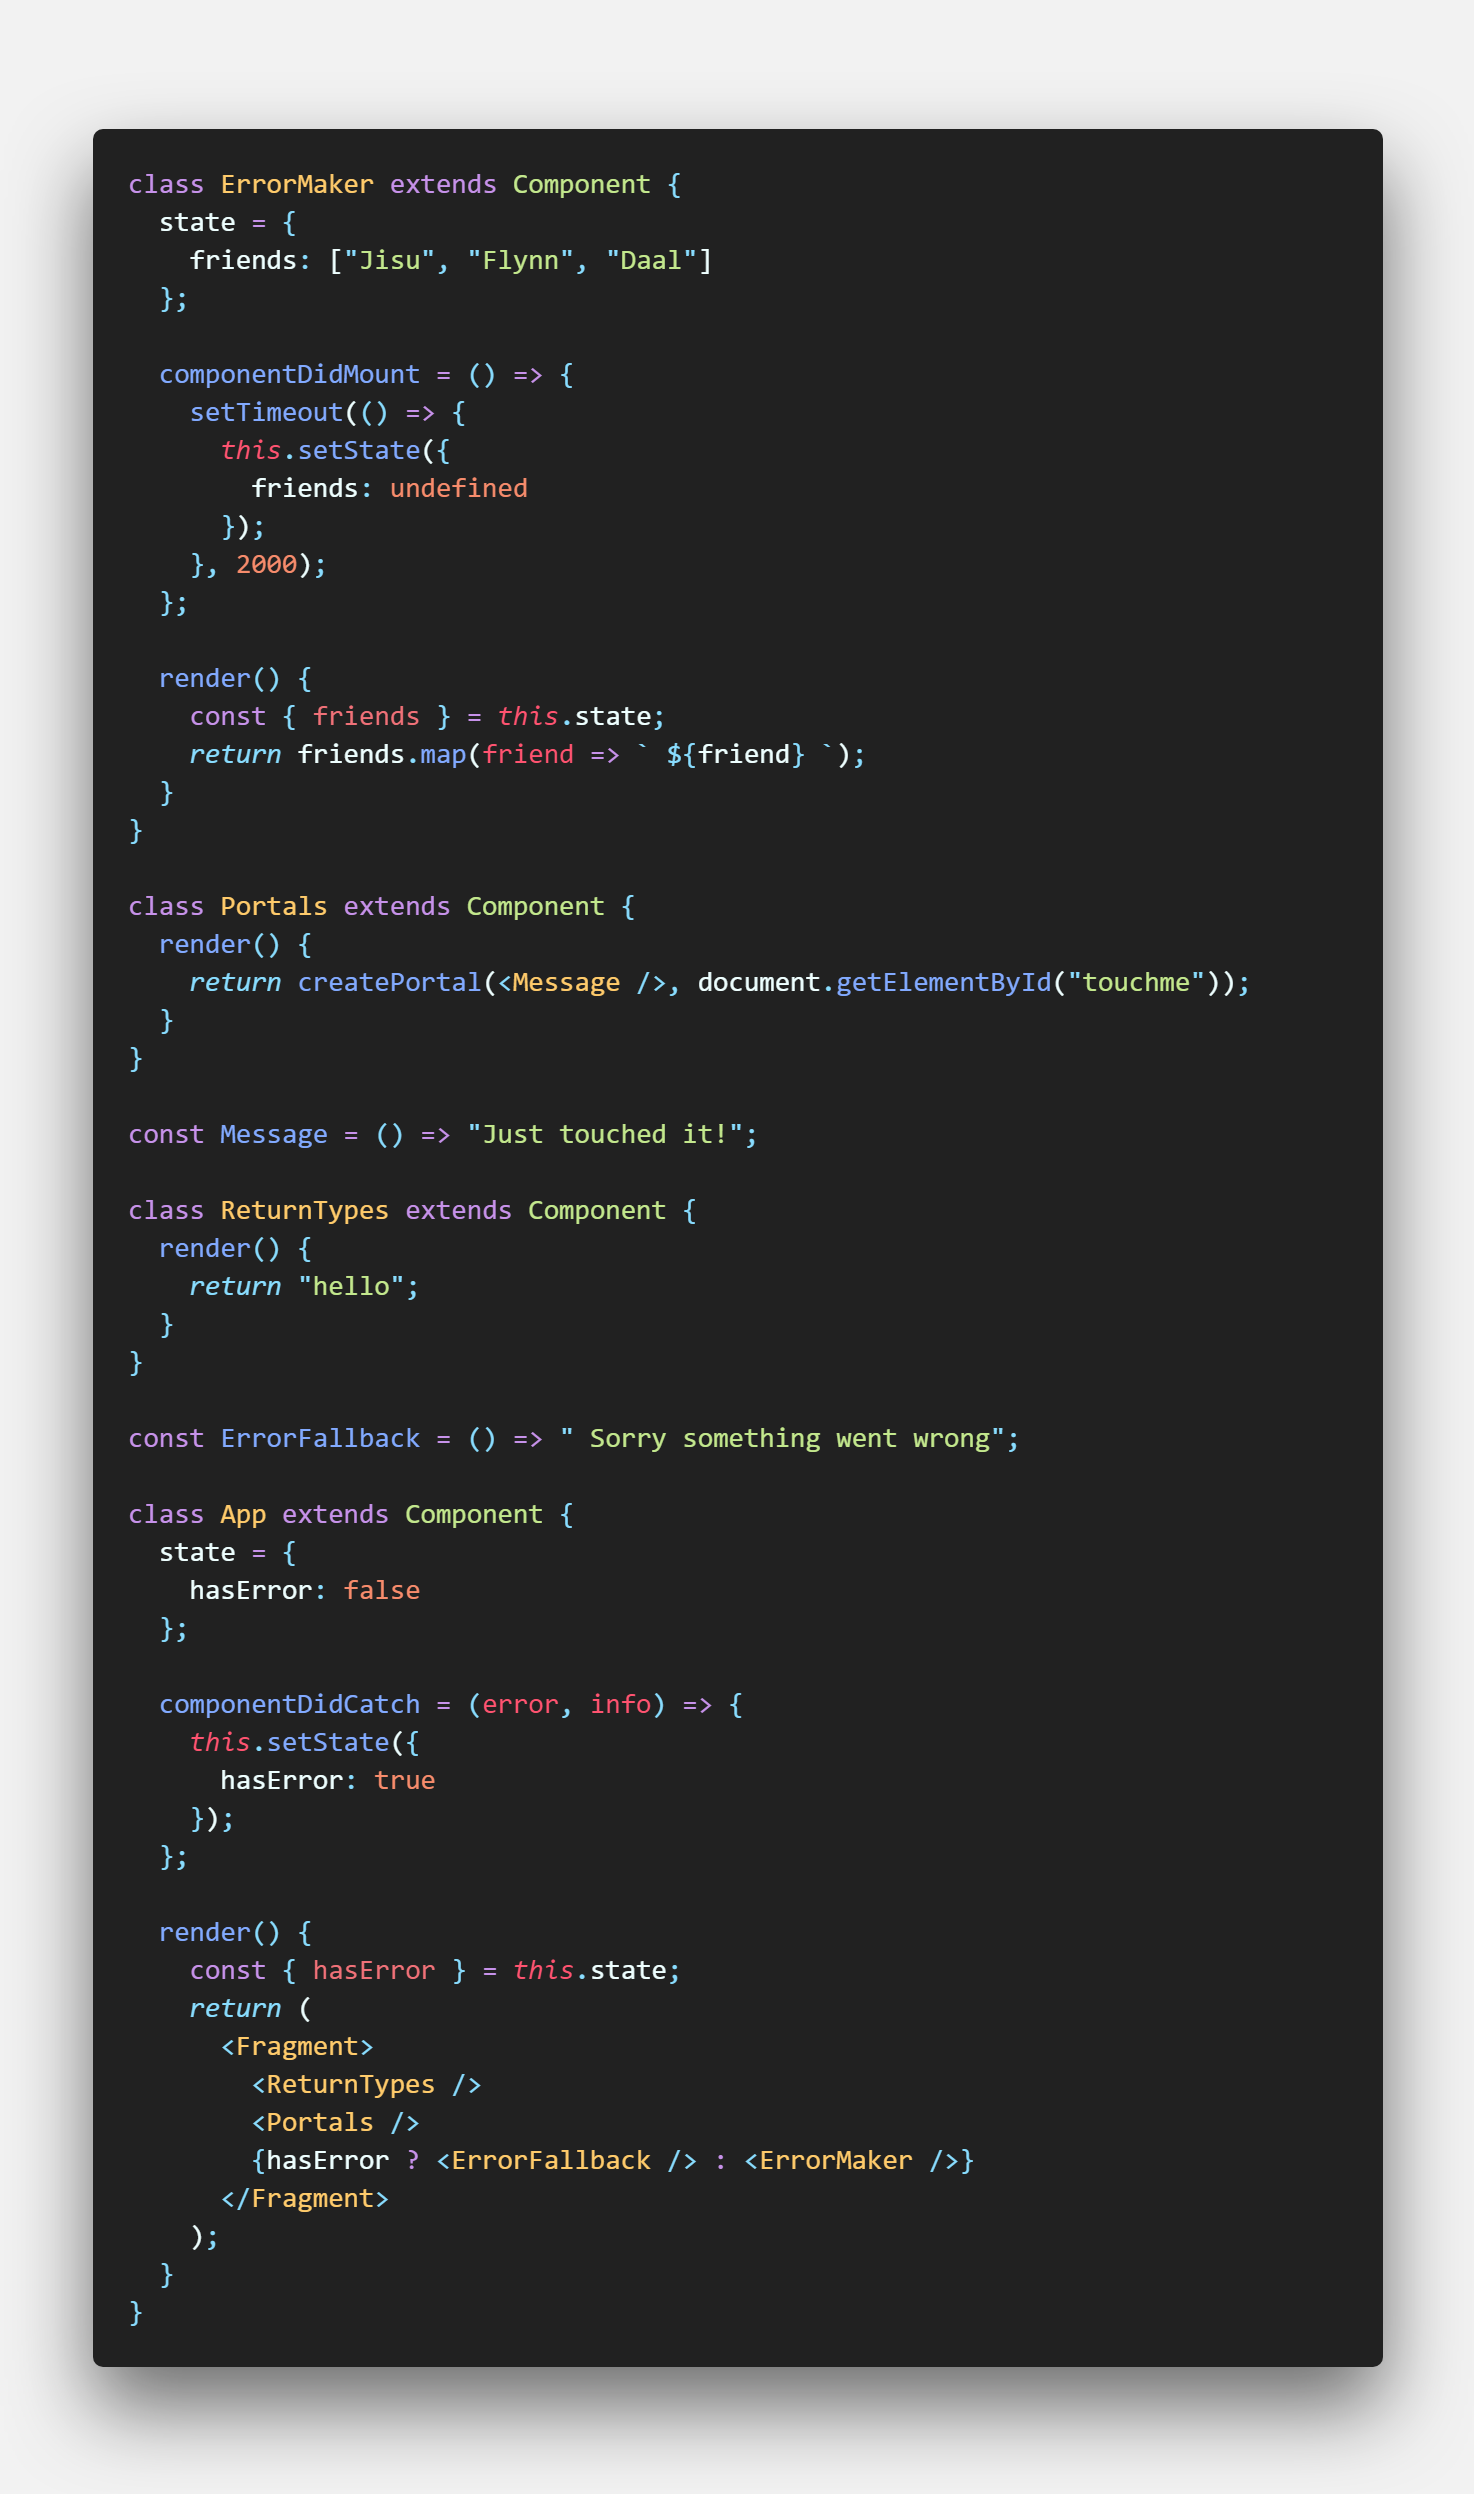 class ErrorMaker extends Component {
  state = {
    friends: ["Jisu", "Flynn", "Daal"]
  };

  componentDidMount = () => {
    setTimeout(() => {
      this.setState({
        friends: undefined
      });
    }, 2000);
  };

  render() {
    const { friends } = this.state;
    return friends.map(friend => ` ${friend} `);
  }
}

class Portals extends Component {
  render() {
    return createPortal(<Message />, document.getElementById("touchme"));
  }
}

const Message = () => "Just touched it!";

class ReturnTypes extends Component {
  render() {
    return "hello";
  }
}

const ErrorFallback = () => " Sorry something went wrong";

class App extends Component {
  state = {
    hasError: false
  };

  componentDidCatch = (error, info) => {
    this.setState({
      hasError: true
    });
  };

  render() {
    const { hasError } = this.state;
    return (
      <Fragment>
        <ReturnTypes />
        <Portals />
        {hasError ? <ErrorFallback /> : <ErrorMaker />}
      </Fragment>
    );
  }
}